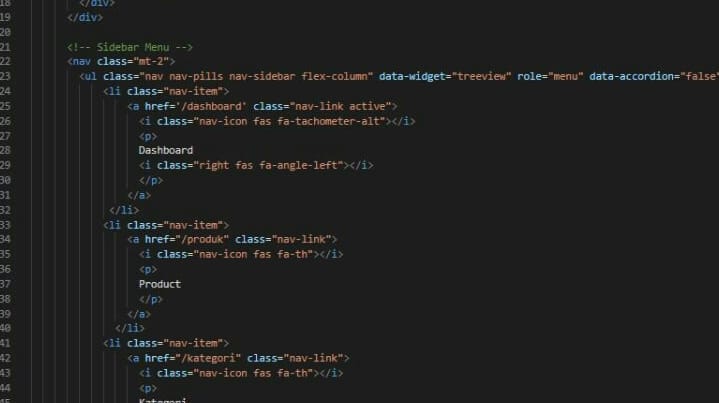 18 </div>
19 </div>
20
21 <!-- Sidebar Menu -->
22 <nav class="mt-2">
23 <ul class="nav nav-pills nav-sidebar flex-column" data-widget="treeview" role="menu" data-accordion="false"
24 <li class="nav-item">
25 <a href='/dashboard' class="nav-link active">
26 <i class="nav-icon fas fa-tachometer-alt"></i>
27 <p>
28 Dashboard
29 <i class="right fas fa-angle-left"></i>
30 </p>
31 </a>
32 </li>
33 <li class="nav-item">
34 <a href="/produk" class="nav-link">
35 <i class="nav-icon fas fa-th"></i>
36 <p>
37 Product
38 </p>
39 </a>
40 </li>
41 <li class="nav-item">
42 <a href="/kategori" class="nav-link">
43 <i class="nav-icon fas fa-th"></i>
44 <p>
45 Kategori